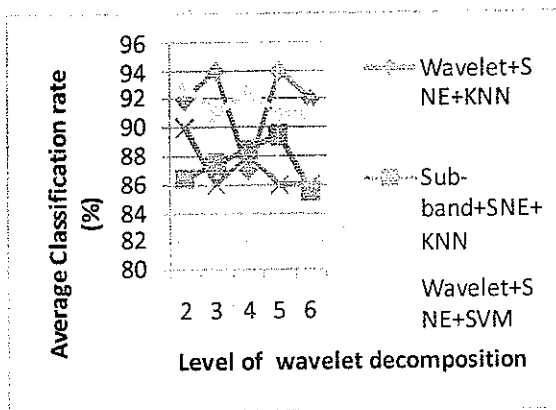 96
94
92
90
88
86
84
82
80
Average Classification rate
(%)
2 3 4 5 6
Level of wavelet decomposition
Wavelet+S
NE+KNN
Sub-
band+SNE+
KNN
Wavelet+S
NE+SVM